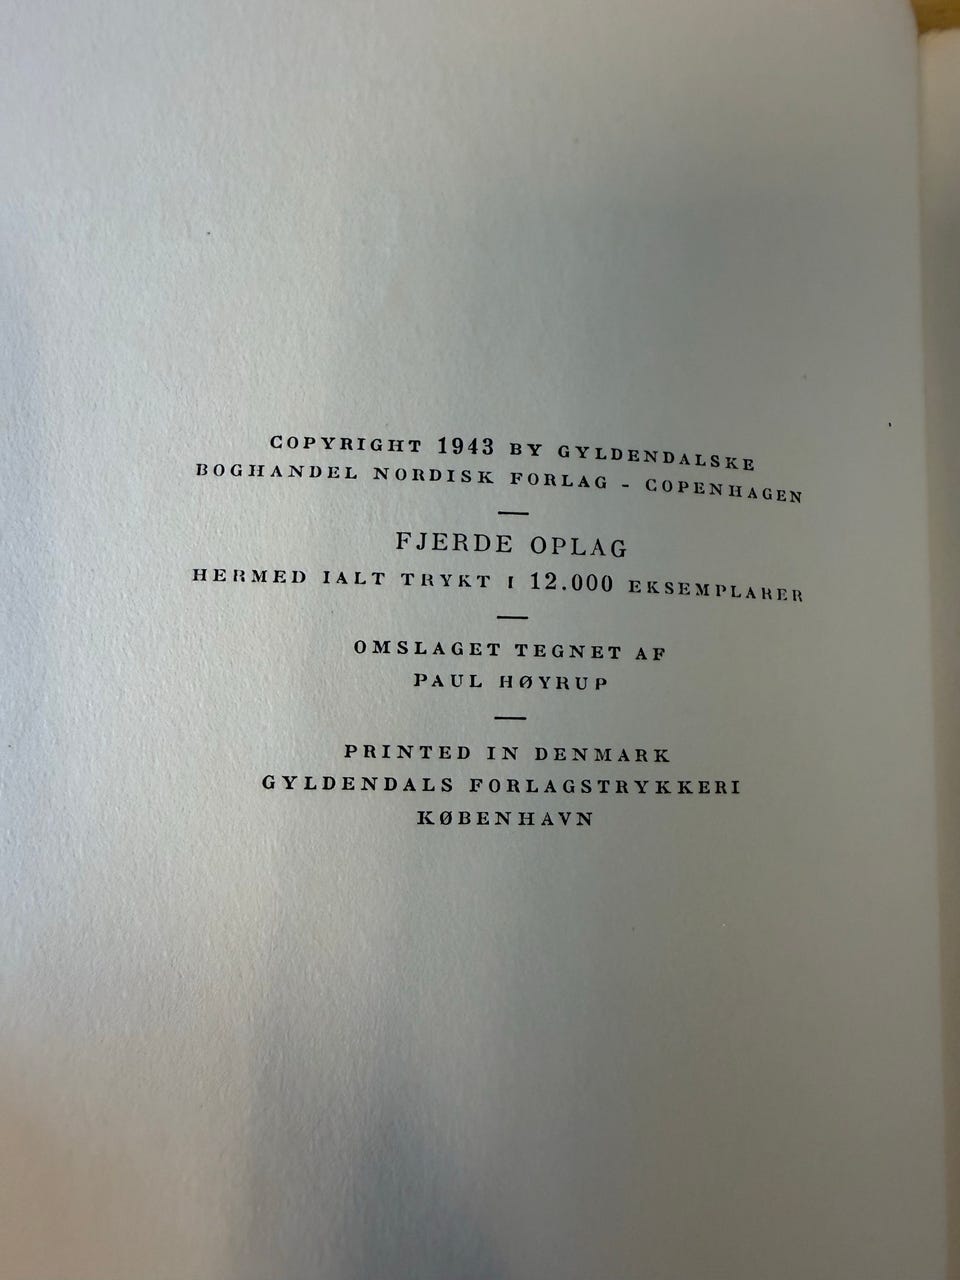 COPYRIGHT 1943 BY GYLDENDALSKE
BOGHANDEL NORDISK FORLAG - COPENHAGEN
FJERDE OPLAG
HERMED IALT TRYKT I 12.000 EKSEMPLARER
OMSLAGET TEGNET AF
PAUL HØYRUP
PRINTED IN DENMARK
GYLDENDALS FORLAGSTRYKKERI
KØBENHAVN